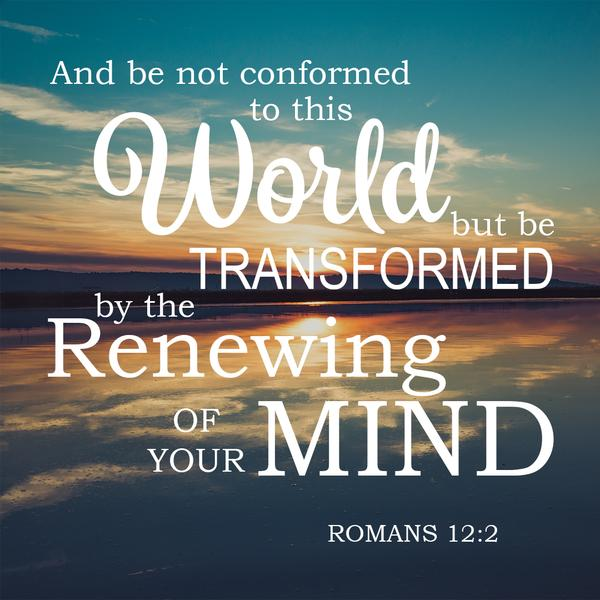 And be not conformed
to this
World
but be
TRANSFORMED
by the
Renewing
OF
YOUR MIND
ROMANS 12:2